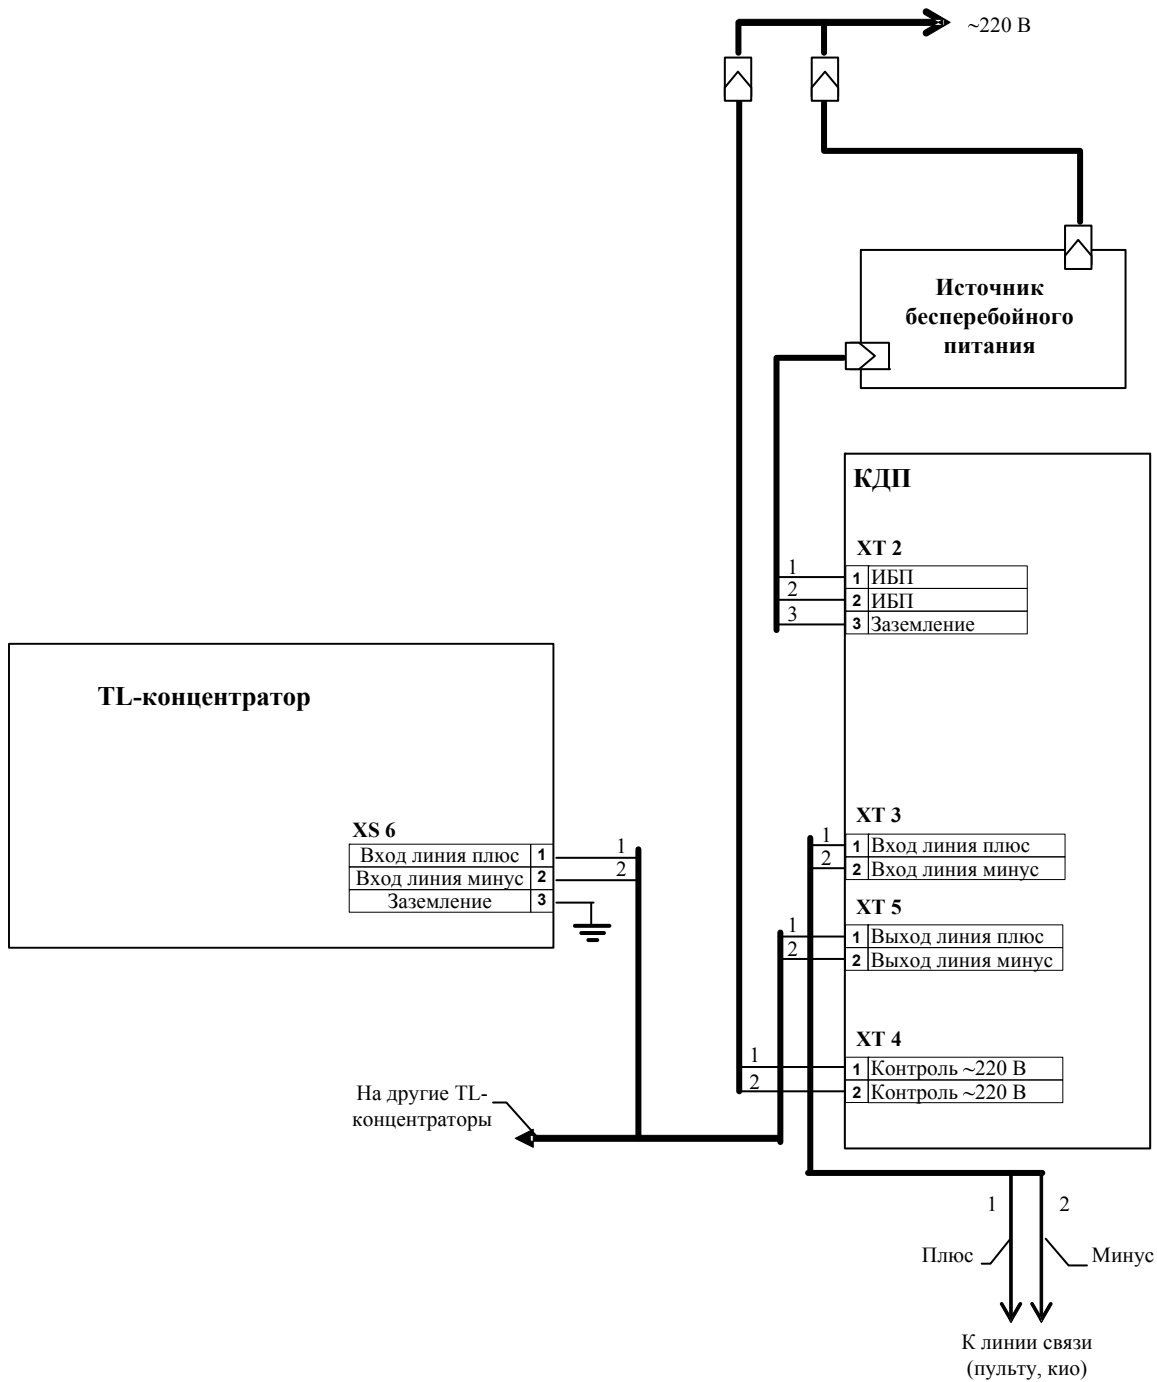 ~220 В
Источник
бесперебойного
питания
КДП
XT 2
1
1 ИБП
2
2 ИБП
3
3 Заземление
TL-концентратор
XS 6
Вход линия плюс 1
1
Вход линия минус 2
2
Заземление 3
XT 3
1
1 Вход линия плюс
2
2 Вход линия минус
XT 5
1
1 Выход линия плюс
2
2 Выход линия минус
XT 4
1
1 Контроль ~220 В
2
2 Контроль ~220 В
На другие TL-
концентраторы
1 2
Плюс
Минус
К линии связи
(пульту, кио)